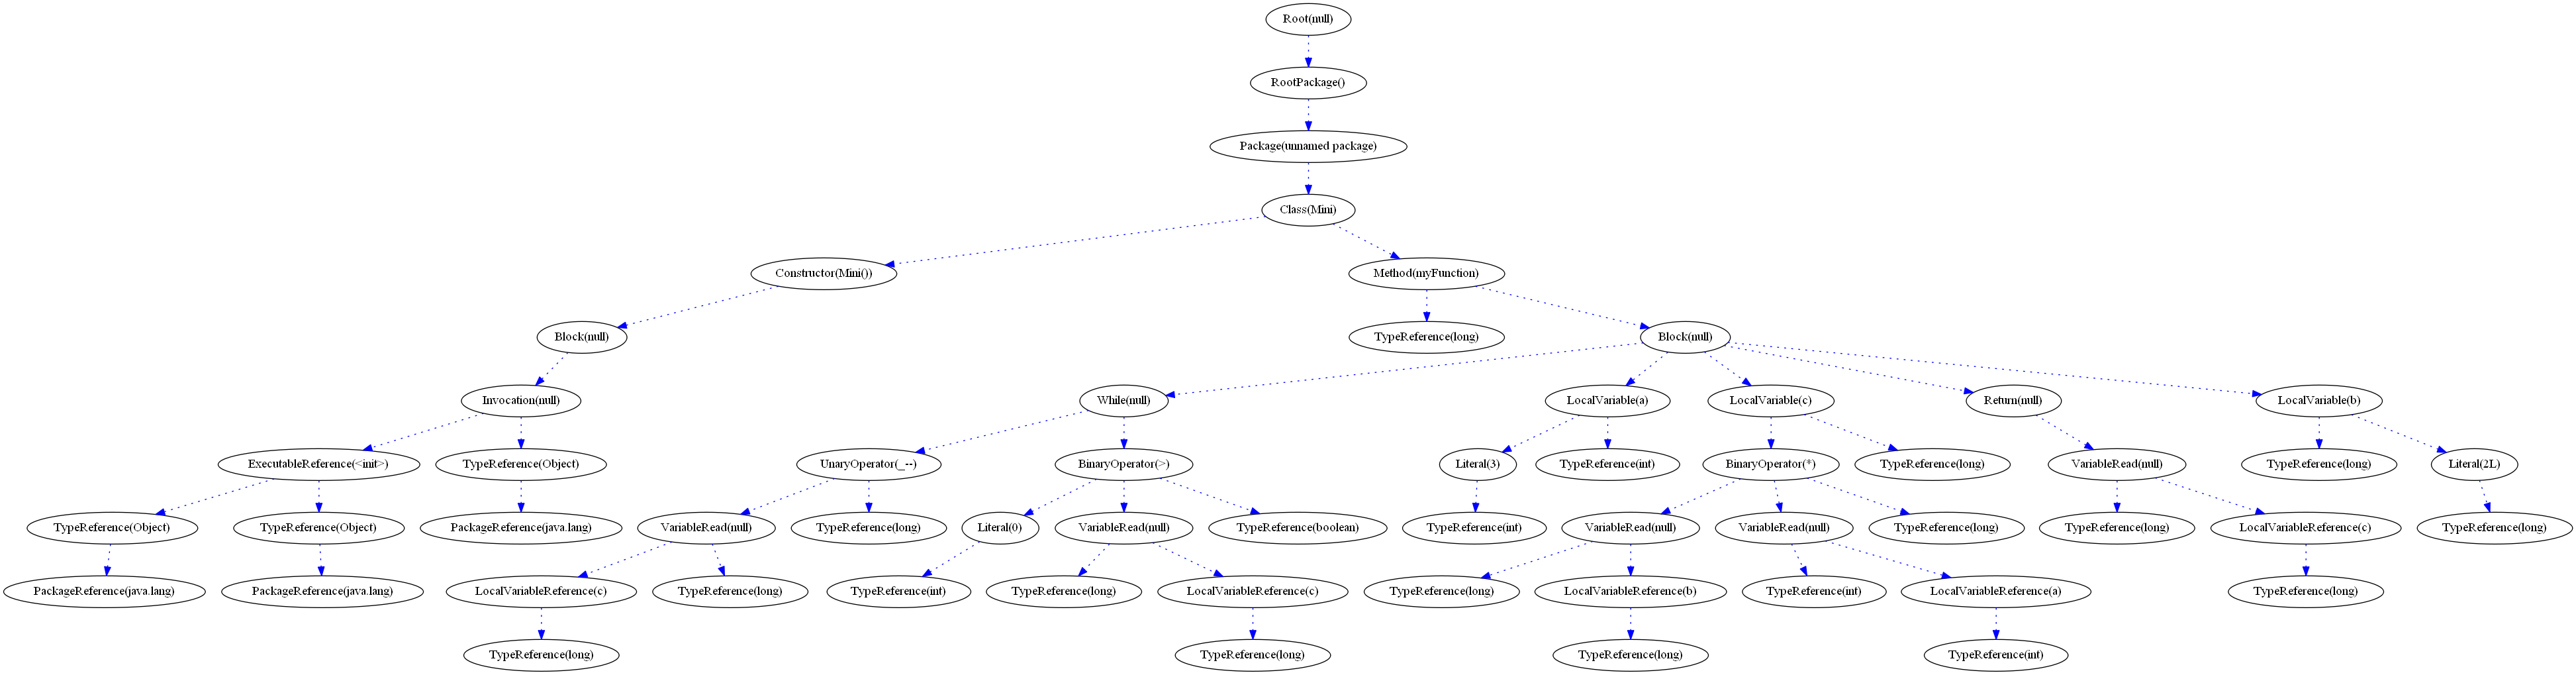 Root(null)
RootPackage()
Package(unnamed package)
Class(Mini)
Constructor(Mini())
Method(myFunction)
Block(null)
TypeReference(long)
Block(null)
Invocation(null)
While(null)
LocalVariable(a)
LocalVariable(c)
Return(null)
LocalVariable(b)
ExecutableReference(<init>)
TypeReference(Object)
UnaryOperator(_--)
BinaryOperator(>)
Literal(3)
TypeReference(int)
BinaryOperator(*)
TypeReference(long)
VariableRead(null)
TypeReference(long)
Literal(2L)
TypeReference(Object)
TypeReference(Object)
PackageReference(java.lang)
VariableRead(null)
TypeReference(long)
Literal(0)
VariableRead(null)
TypeReference(boolean)
TypeReference(int)
VariableRead(null)
VariableRead(null)
TypeReference(long)
TypeReference(long)
LocalVariableReference(c)
TypeReference(long)
PackageReference(java.lang)
PackageReference(java.lang)
LocalVariableReference(c)
TypeReference(long)
TypeReference(int)
TypeReference(long)
LocalVariableReference(c)
TypeReference(long)
LocalVariableReference(b)
TypeReference(int)
LocalVariableReference(a)
TypeReference(long)
TypeReference(long)
TypeReference(long)
TypeReference(long)
TypeReference(int)